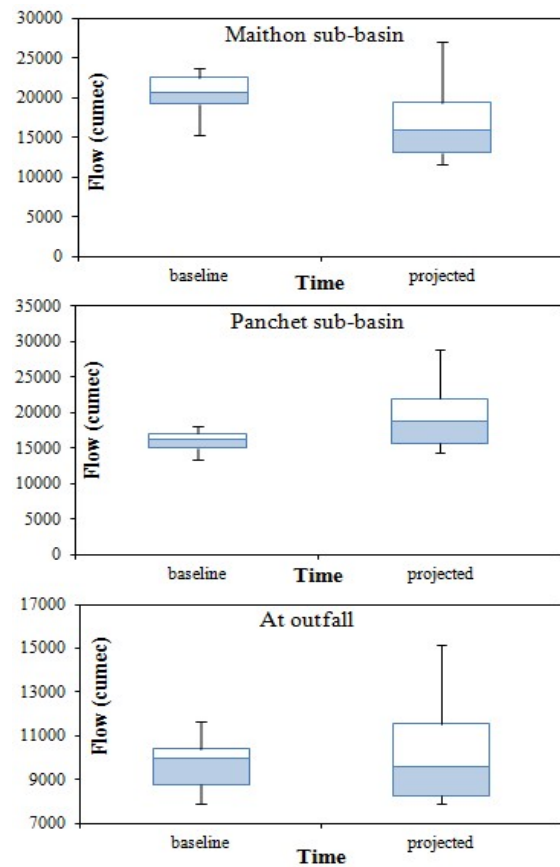 Maithon sub-basin
Flow (cumec)
30000
25000
20000
15000
10000
5000
0
baseline
projected
Time
Panchet sub-basin
Flow (cumec)
35000
30000
25000
20000
15000
10000
5000
0
baseline
projected
Time
At outfall
Flow (cumec)
17000
15000
13000
11000
9000
7000
baseline
projected
Time